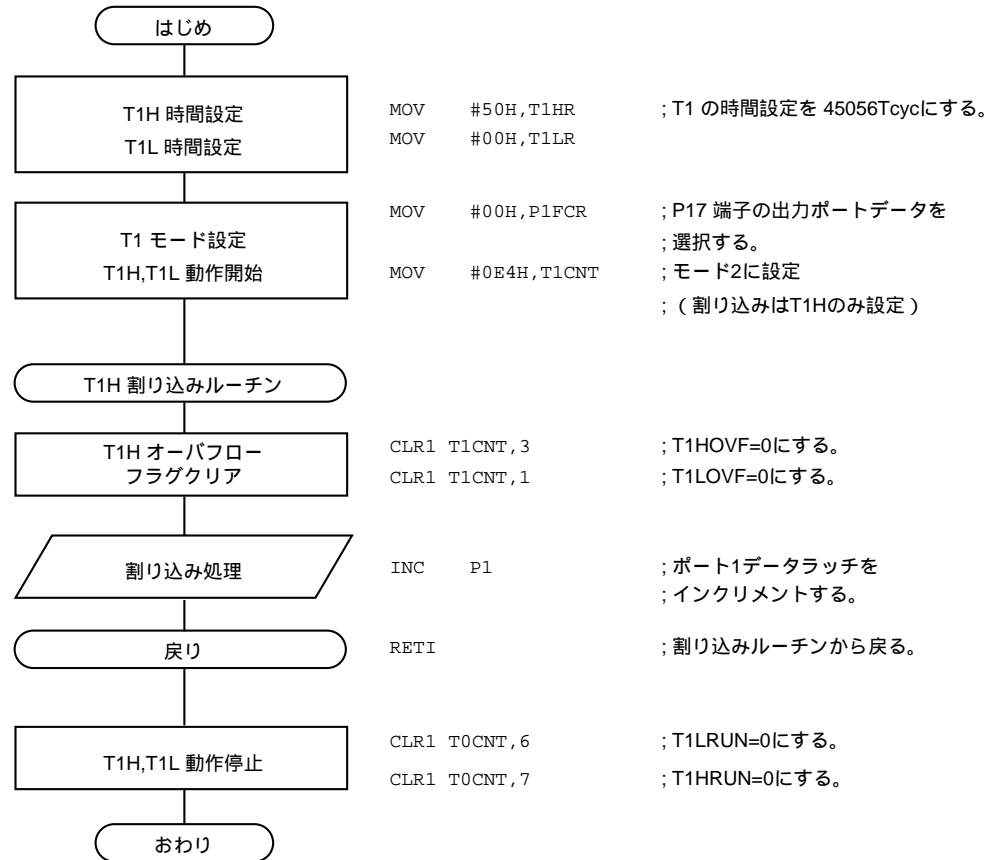 はじめ
T1H 時間設定
T1L 時間設定
MOV #50H,T1HR ; T1 の時間設定を 45056Tcycにする。
MOV #00H,T1LR
T1 モード設定
T1H,T1L 動作開始
MOV #00H,P1FCR ; P17 端子の出力ポートデータを
; 選択する。
MOV #0E4H,T1CNT ; モード2に設定
; ( 割り込みはT1Hのみ設定 )
T1H 割り込みルーチン
T1H オーバフロー
フラグクリア
CLR1 T1CNT,3 ; T1HOVF=0にする。
CLR1 T1CNT,1 ; T1LOVF=0にする。
割り込み処理
INC P1 ; ポート1データラッチを
; インクリメントする。
戻り
RETI ; 割り込みルーチンから戻る。
T1H,T1L 動作停止
CLR1 T0CNT,6 ; T1LRUN=0にする。
CLR1 T0CNT,7 ; T1HRUN=0にする。
おわり